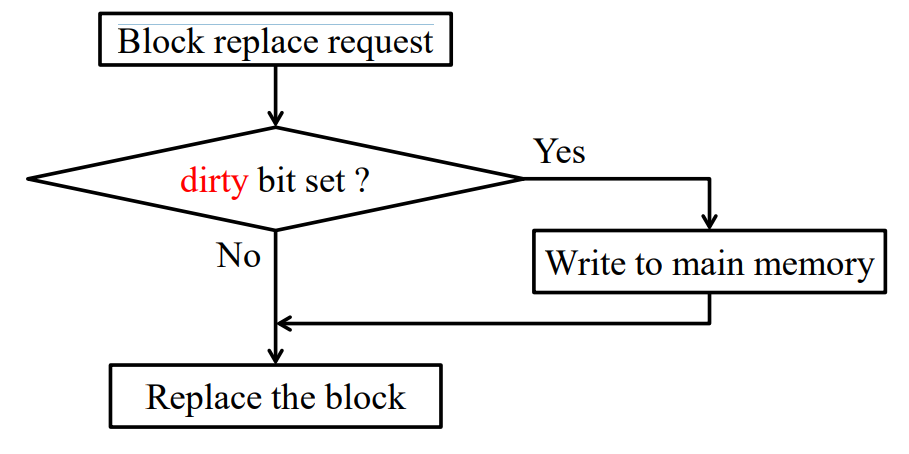 Block replace request
dirty bit set ?
Yes
No
Write to main memory
Replace the block